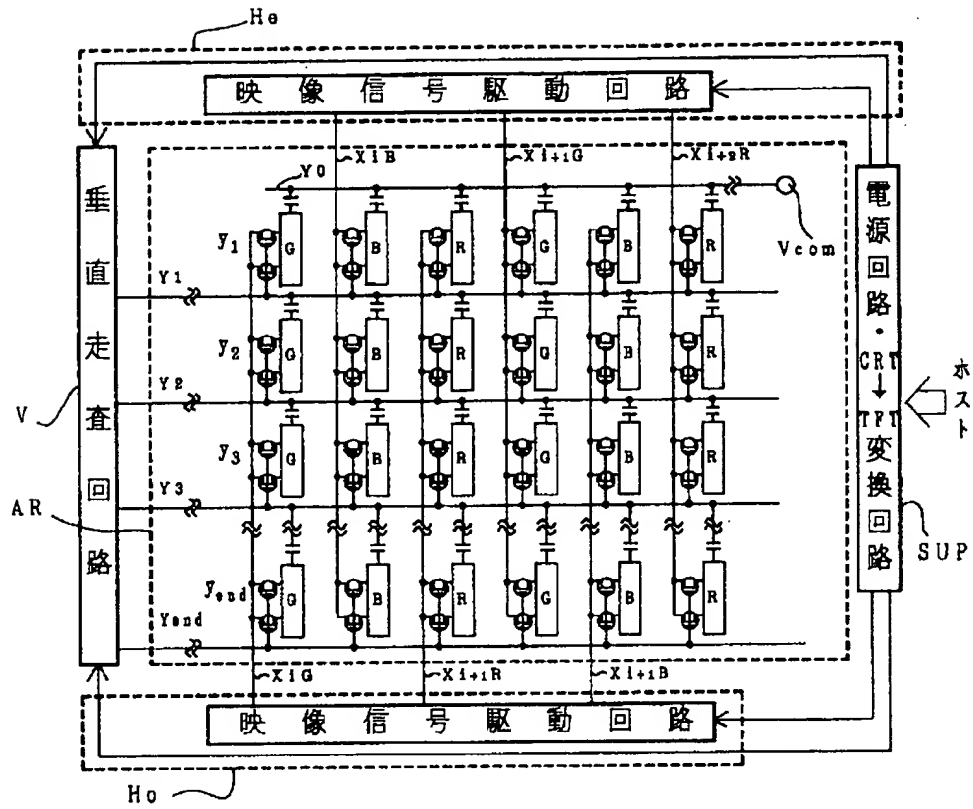 He
映像信号駆動回路
XiB
Xi+1G
Xi+2R
Y0
Vcom
垂直走査回路
V
AR
電源回路・CRT→TFT変換回路
ホスト
SUP
y1
G B R G B R
Y1
y2
G B R G B R
Y2
y3
G B R G B R
Y3
yend
G B R G B R
Yend
XiG
Xi+1R
Xi+1B
映像信号駆動回路
Ho